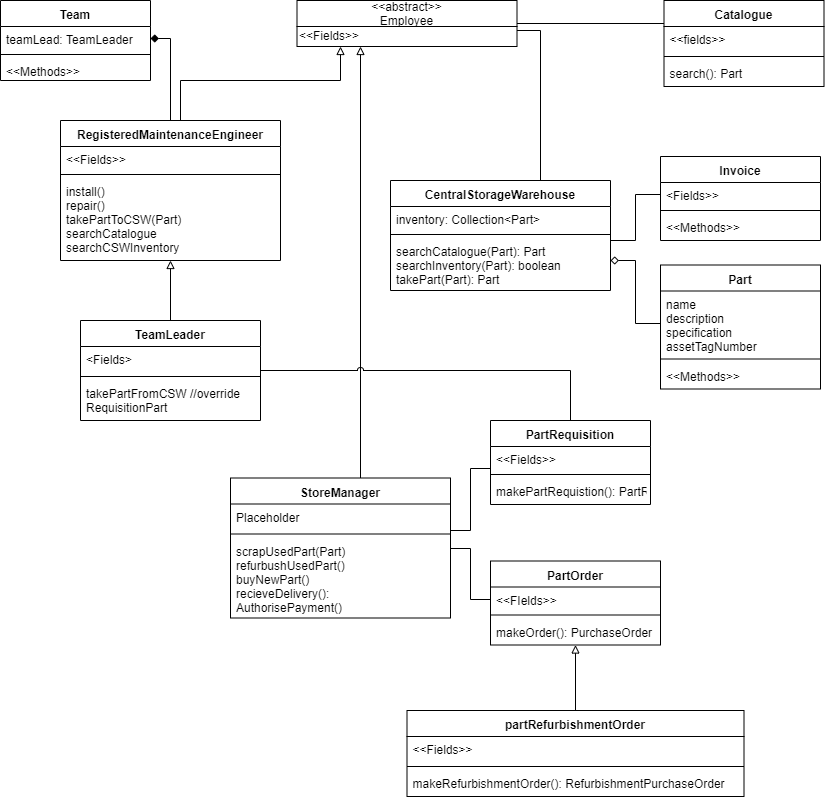 Team
teamLead: TeamLeader
<<Methods>>
<<abstract>>
Employee
<<Fields>>
Catalogue
<<fields>>
search(): Part
RegisteredMaintenanceEngineer
<<Fields>>
install()
repair()
takePartToCSW(Part)
searchCatalogue
searchCSWInventory
CentralStorageWarehouse
inventory: Collection<Part>
searchCatalogue(Part): Part
searchInventory(Part): boolean
takePart(Part): Part
Invoice
<Fields>>
<<Methods>>
Part
name
description
specification
assetTagNumber
<<Methods>>
TeamLeader
<Fields>
takePartFromCSW //override
RequisitionPart
PartRequisition
<<Fields>>
makePartRequistion(): PartR
StoreManager
Placeholder
scrapUsedPart(Part)
refurbushUsedPart()
buyNewPart()
recieveDelivery():
AuthorisePayment()
PartOrder
<<FIelds>>
makeOrder(): PurchaseOrder
partRefurbishmentOrder
<<Fields>>
makeRefurbishmentOrder(): RefurbishmentPurchaseOrder